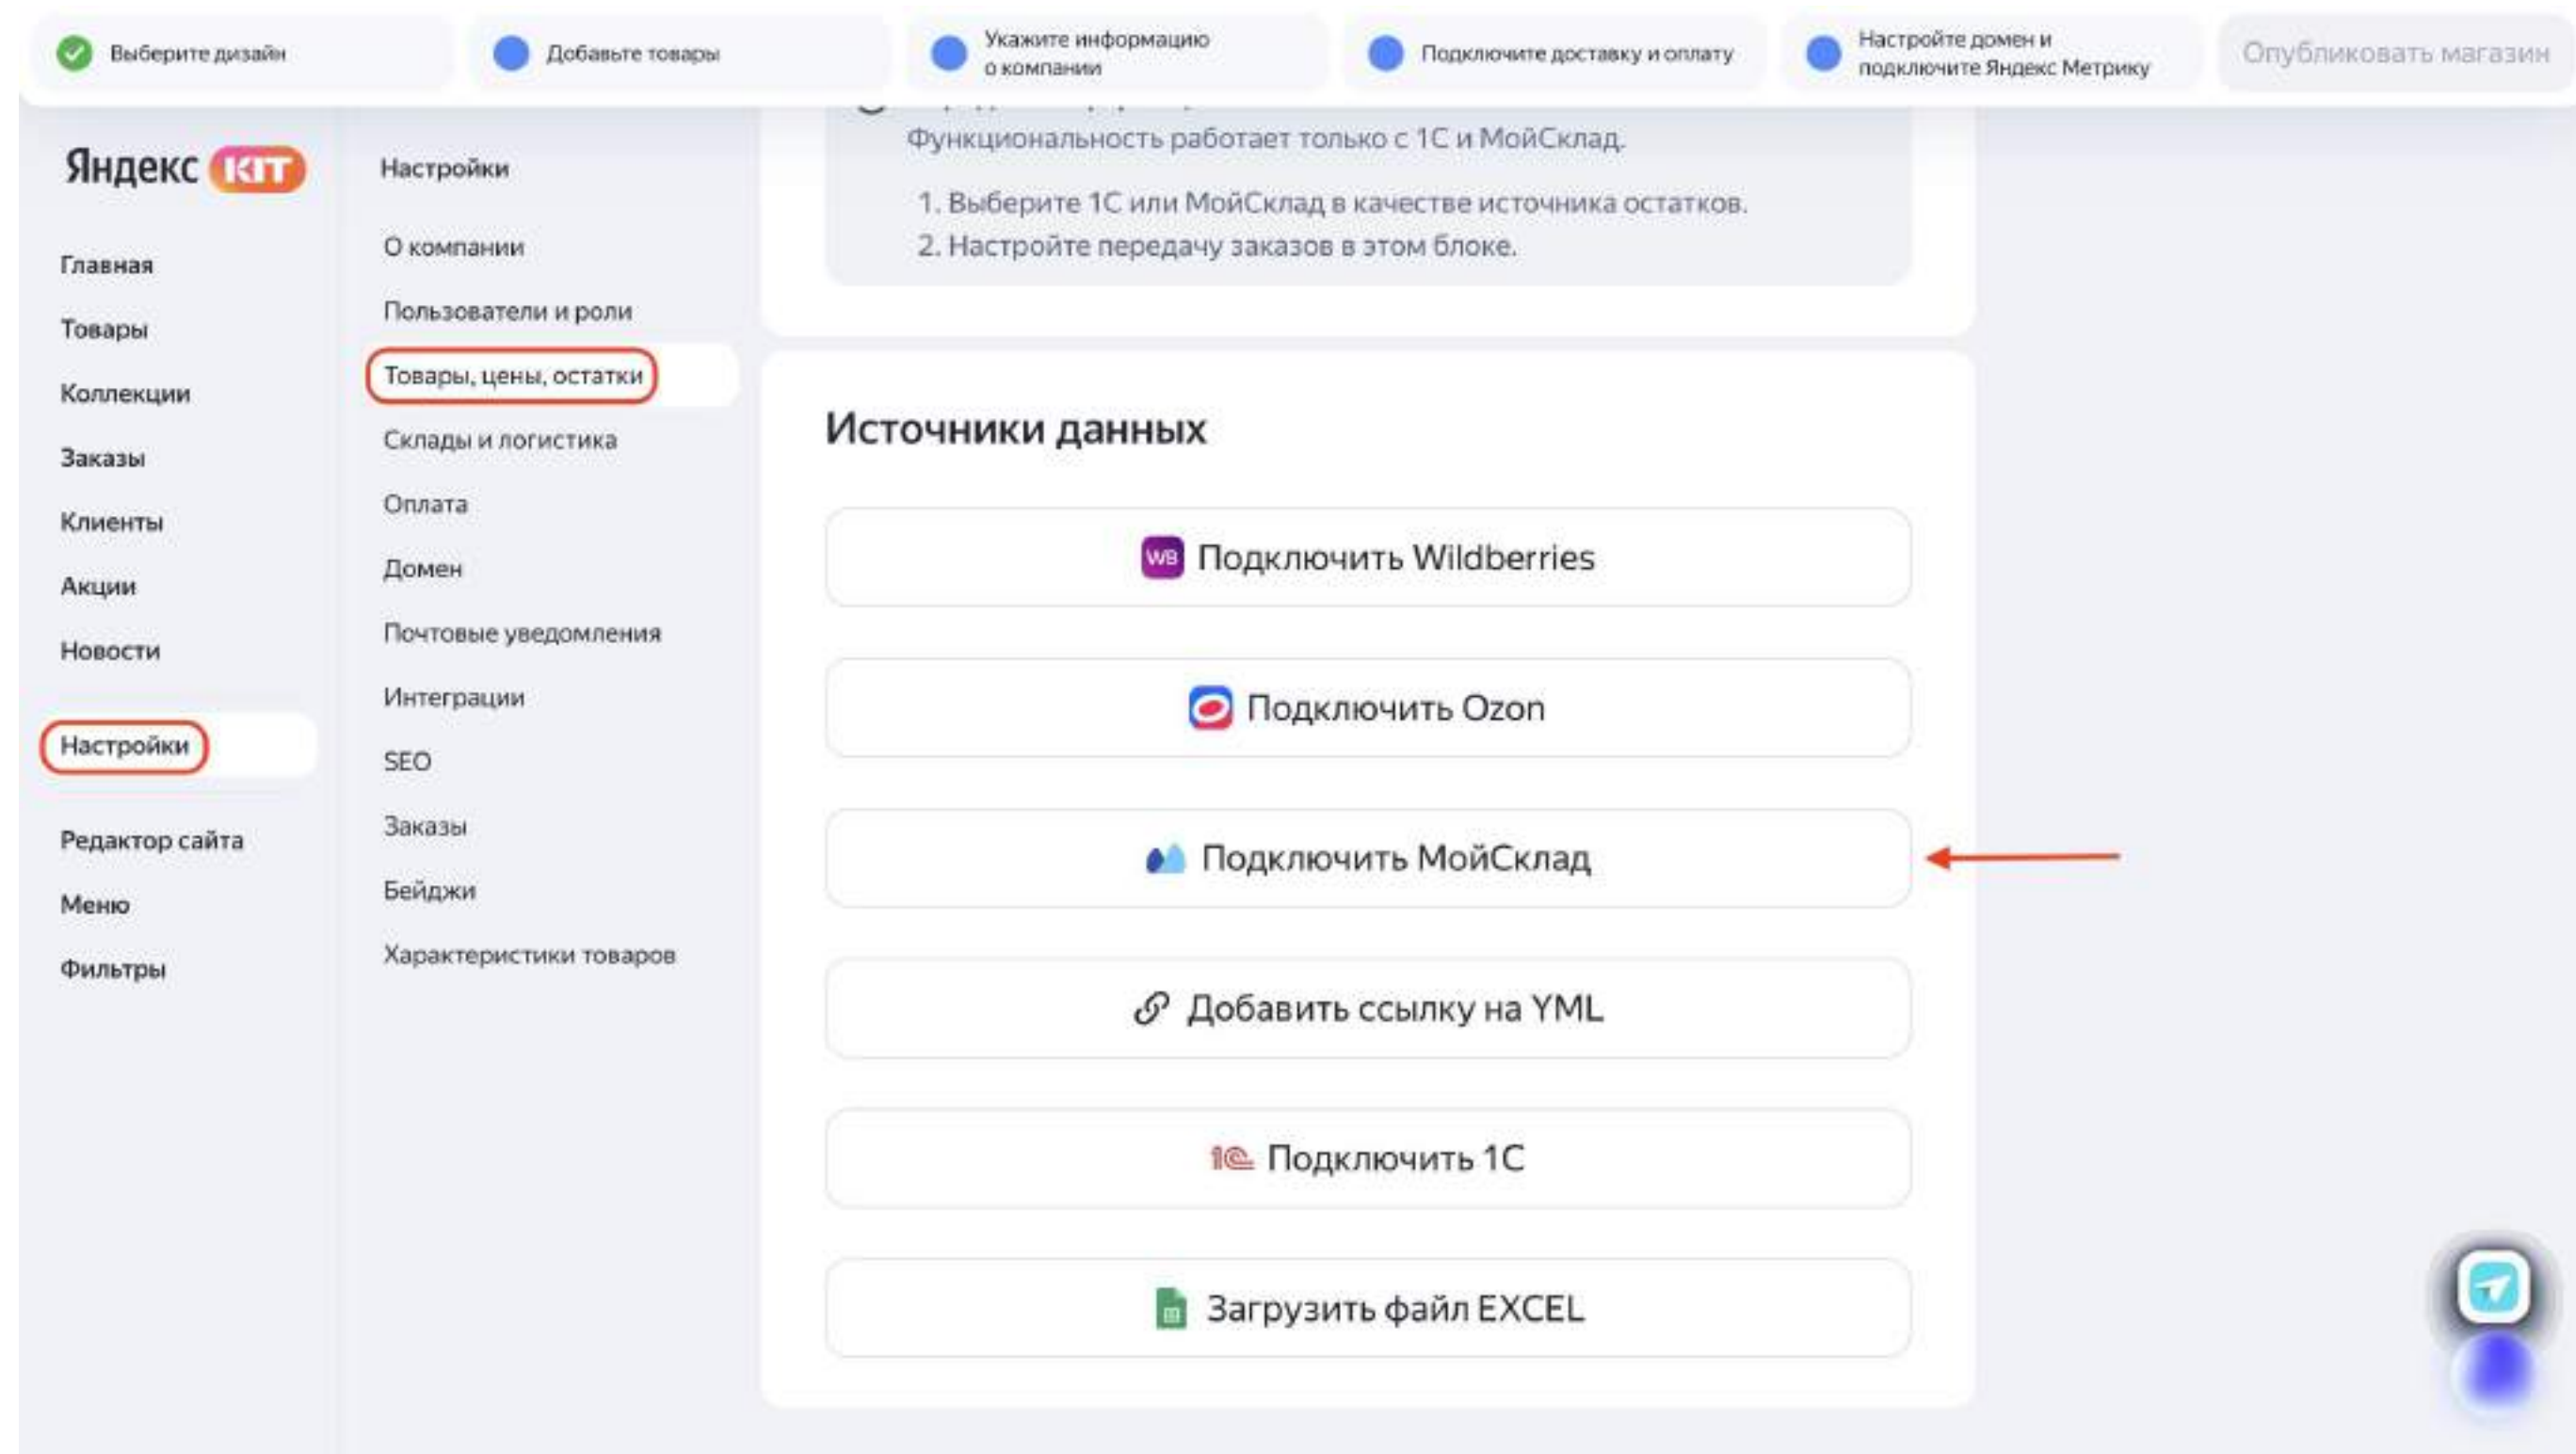 Выберите дизайн
Добавьте товары
Укажите информацию
о компании
Подключите доставку и оплату
Настройте домен и
подключите Яндекс Метрику
Опубликовать магазин
Яндекс KIT
Главная
Товары
Коллекции
Заказы
Клиенты
Акции
Новости
Настройки
Редактор сайта
Меню
Фильтры
Настройки
О компании
Пользователи и роли
Товары, цены, остатки
Склады и логистика
Оплата
Домен
Почтовые уведомления
Интеграции
SEO
Заказы
Бейджи
Характеристики товаров
Функциональность работает только с 1С и МойСклад.
1. Выберите 1С или МойСклад в качестве источника остатков.
2. Настройте передачу заказов в этом блоке.
Источники данных
WB Подключить Wildberries
Подключить Ozon
Подключить МойСклад
Добавить ссылку на YML
1С Подключить 1С
Загрузить файл EXCEL